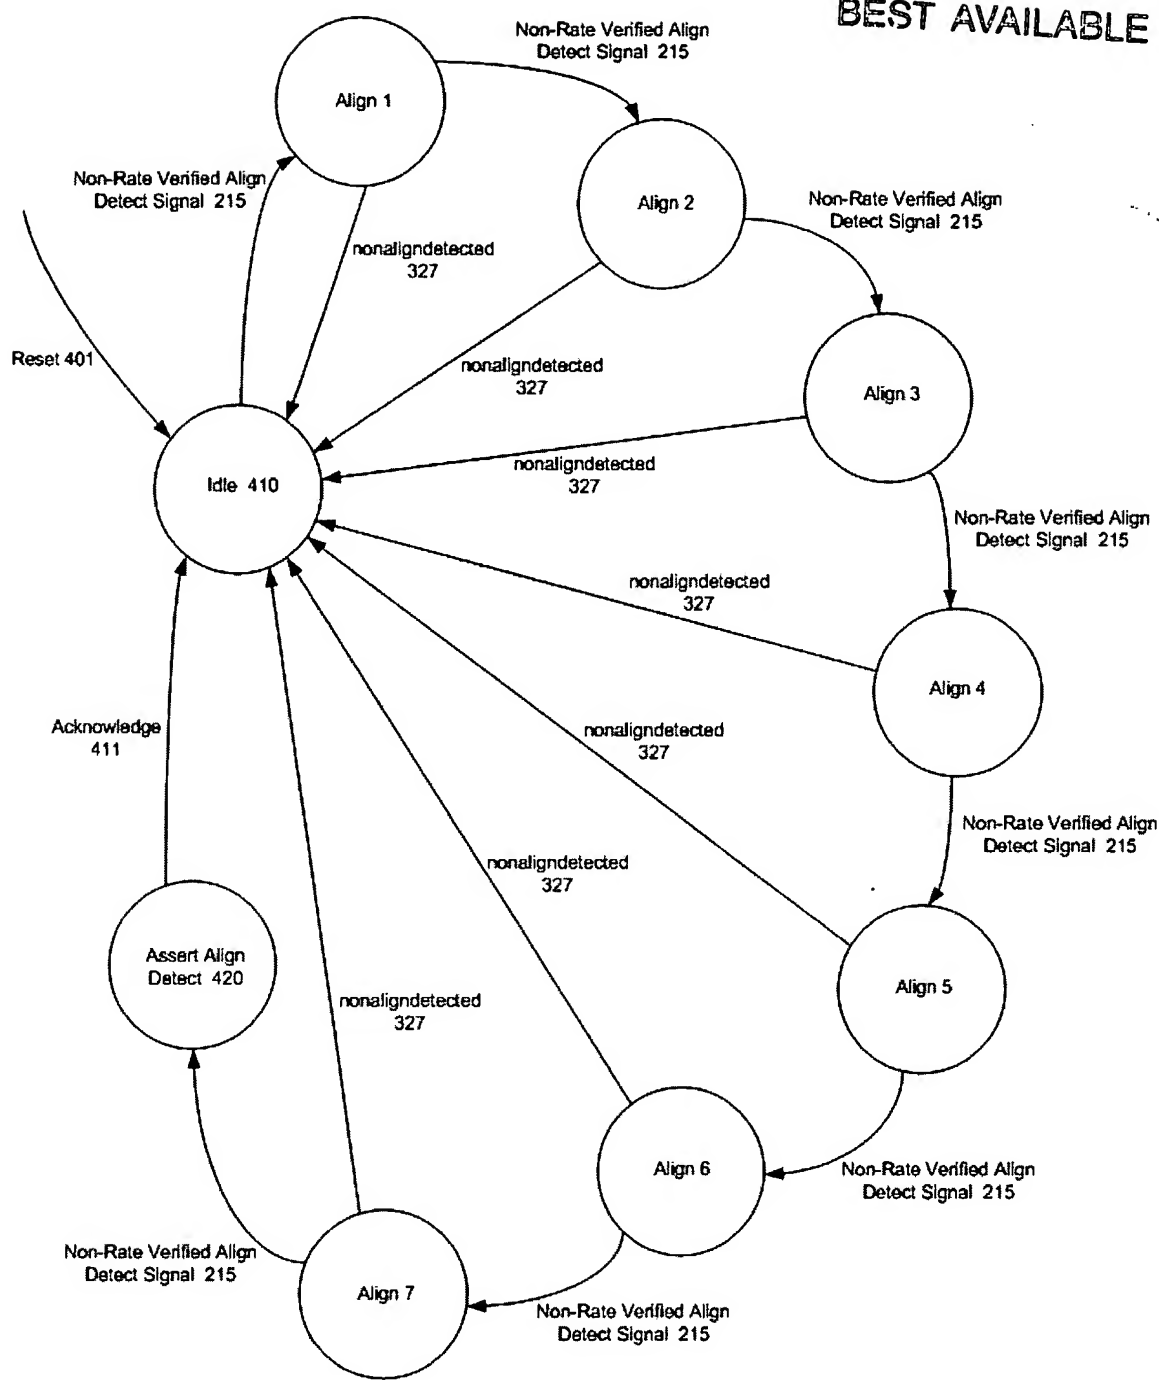 BEST AVAILABLE
Non-Rate Verified Align
Detect Signal 215
Align 1
Non-Rate Verified Align
Detect Signal 215
Align 2
Non-Rate Verified Align
Detect Signal 215
nonaligndetected
327
Reset 401
nonaligndetected
327
Align 3
nonaligndetected
327
Idle 410
Non-Rate Verified Align
Detect Signal 215
nonaligndetected
327
Align 4
Acknowledge
411
nonaligndetected
327
Non-Rate Verified Align
Detect Signal 215
nonaligndetected
327
Assert Align
Detect 420
Align 5
nonaligndetected
327
Align 6
Non-Rate Verified Align
Detect Signal 215
Non-Rate Verified Align
Detect Signal 215
Align 7
Non-Rate Verified Align
Detect Signal 215